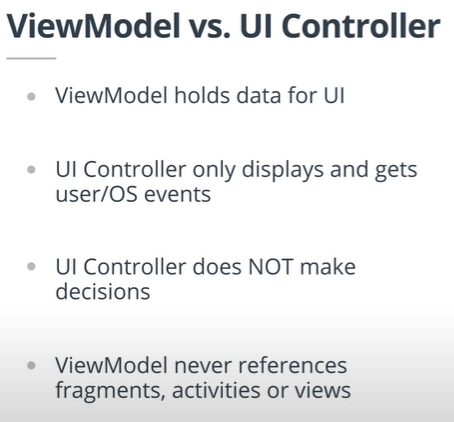 ViewModel vs. UI Controller
ViewModel holds data for UI
UI Controller only displays and gets
user/OS events
UI Controller does NOT make
decisions
ViewModel never references
fragments, activities or views